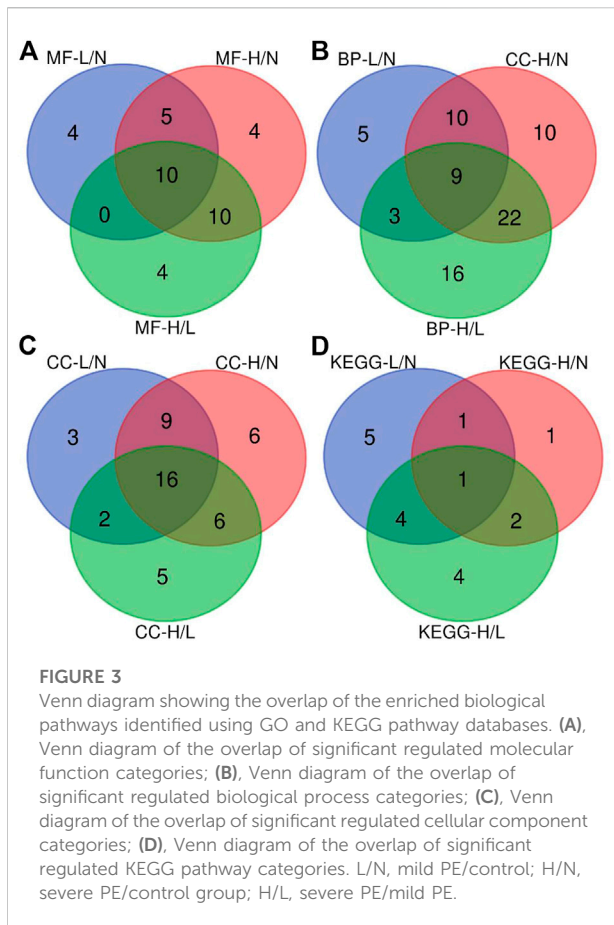 A
MF-L/N
MF-H/N
4
5
4
10
0
10
4
MF-H/L
B
BP-L/N
CC-H/N
5
10
10
9
3
22
16
BP-H/L
C
CC-L/N
CC-H/N
3
9
6
16
2
6
5
CC-H/L
D
KEGG-L/N
KEGG-H/N
5
1
1
1
4
2
4
KEGG-H/L
FIGURE 3
Venn diagram showing the overlap of the enriched biological
pathways identified using GO and KEGG pathway databases. (A),
Venn diagram of the overlap of significant regulated molecular
function categories; (B), Venn diagram of the overlap of
significant regulated biological process categories; (C), Venn
diagram of the overlap of significant regulated cellular component
categories; (D), Venn diagram of the overlap of significant
regulated KEGG pathway categories. L/N, mild PE/control; H/N,
severe PE/control group; H/L, severe PE/mild PE.